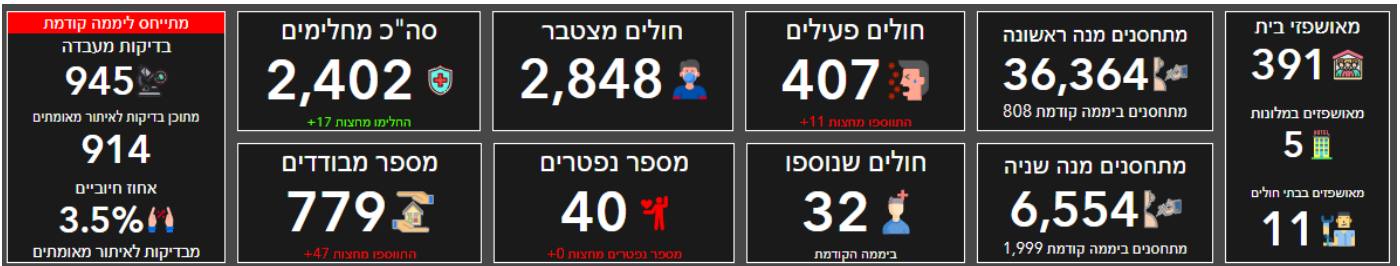 מאושפזי בית
391
מאושפזים במלונות
HOTEL
5
מאושפזים בבתי חולים
11
מתחסנים מנה ראשונה
36,364
מתחסנים ביממה קודמת 808
מתחסנים מנה שניה
6,554
מתחסנים ביממה קודמת 1,999
חולים פעילים
407
התווספו מחצות 11+
חולים שנוספו
32
ביממה הקודמת
חולים מצטבר
2,848
מספר נפטרים
40
מספר נפטרים מחצות 0+
סה"כ מחלימים
2,402
החלימו מחצות 17+
מספר מבודדים
779
התווספו מחצות 47+
מתייחס ליממה קודמת
בדיקות מעבדה
945
מתוכן בדיקות לאיתור מאומתים
914
אחוז חיוביים
3.5%
מבדיקות לאיתור מאומתים